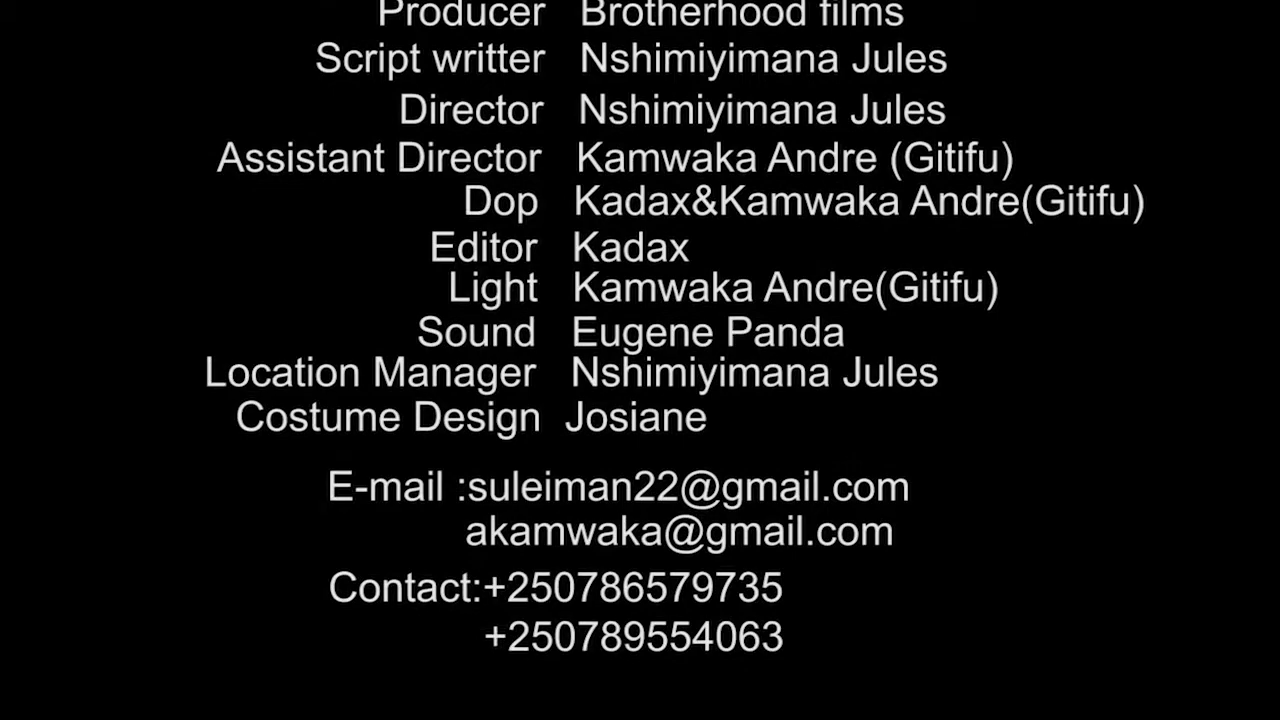 Producer Brotherhood films
Script writter Nshimiyimana Jules
Director Nshimiyimana Jules
Assistant Director Kamwaka Andre (Gitifu)
Dop Kadax&Kamwaka Andre(Gitifu)
Editor Kadax
Light Kamwaka Andre(Gitifu)
Sound Eugene Panda
Location Manager Nshimiyimana Jules
Costume Design Josiane
E-mail :suleiman22@gmail.com
akamwaka@gmail.com
Contact:+250786579735
+250789554063